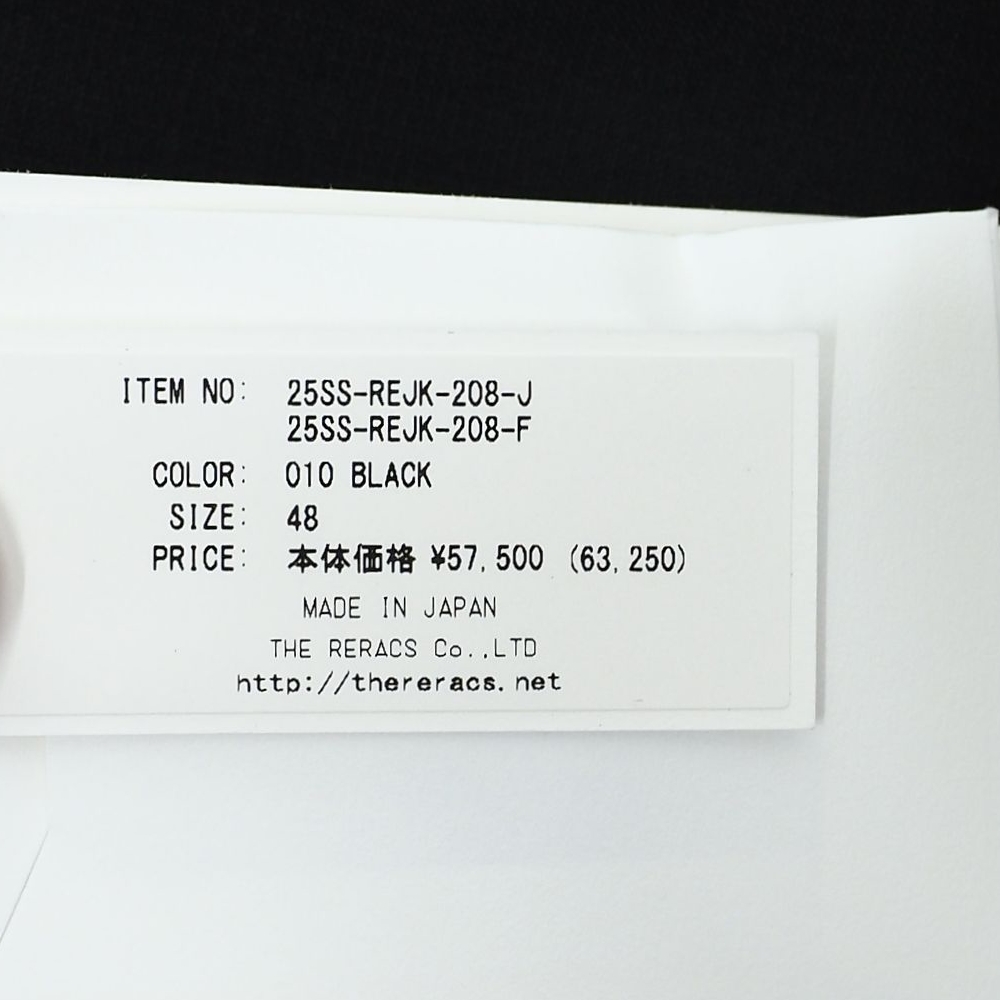 ITEM NO: 25SS-REJK-208-J
25SS-REJK-208-F
COLOR: 010 BLACK
SIZE: 48
PRICE: 本体価格 ¥57,500 (63,250)
MADE IN JAPAN
THE RERACS Co.,LTD
http://thereracs.net